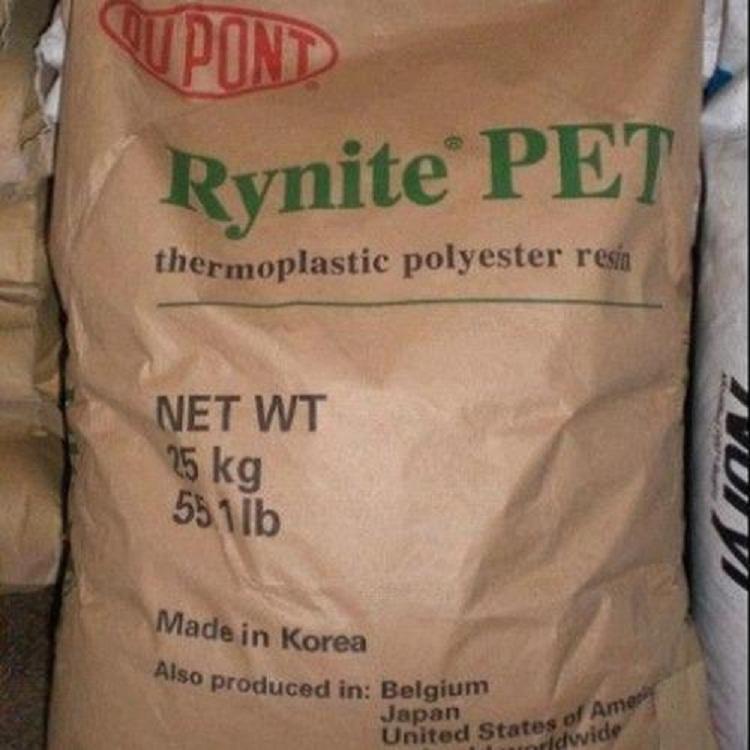 DUPONT®
Rynite® PET
thermoplastic polyester resin
NET WT
25 kg
55.1 lb
Made in Korea
Also produced in: Belgium
Japan
United States of America
worldwide